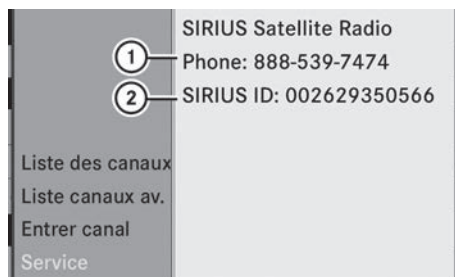 SIRIUS Satellite Radio
1 Phone: 888-539-7474
2 SIRIUS ID: 002629350566
Liste des canaux
Liste canaux av.
Entrer canal
Service